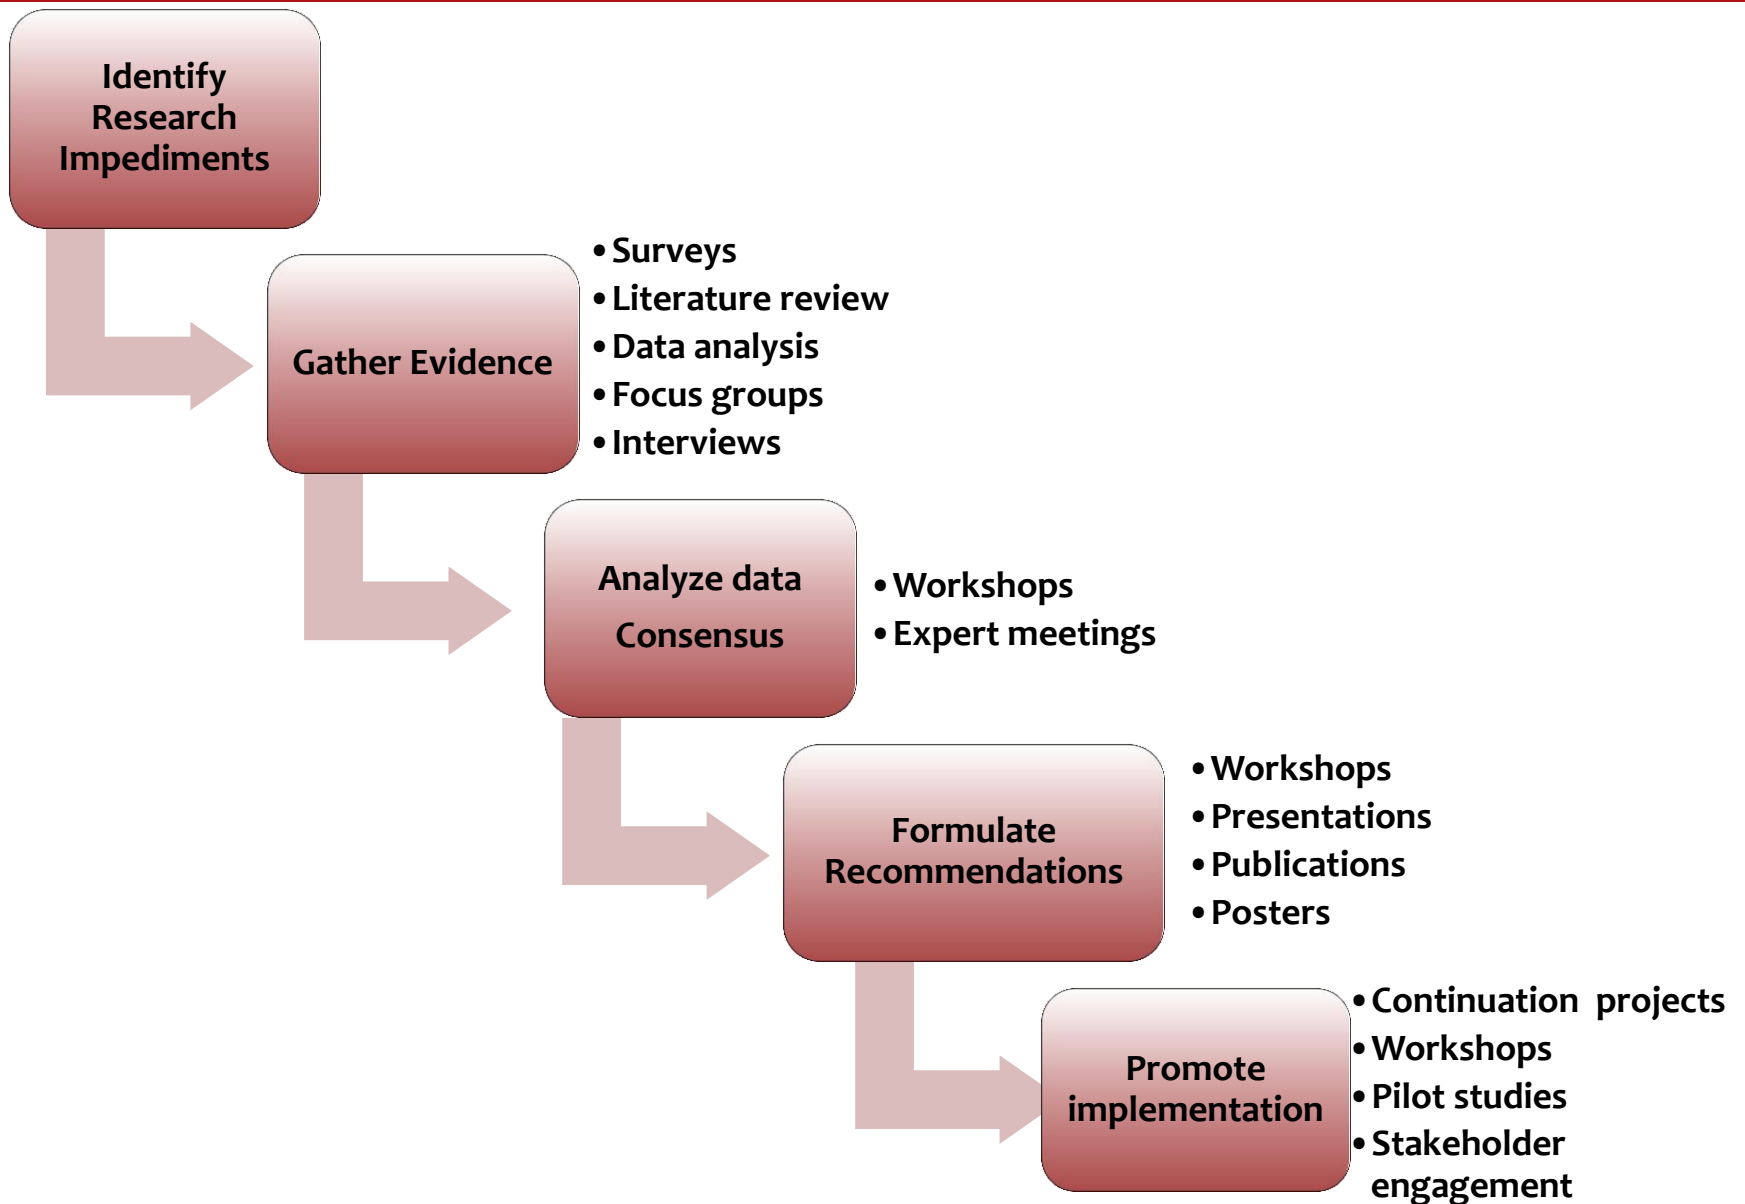 Identify
Research
Impediments
Gather Evidence
•Surveys
•Literature review
•Data analysis
•Focus groups
•Interviews
Analyze data
Consensus
•Workshops
•Expert meetings
Formulate
Recommendations
•Workshops
•Presentations
•Publications
•Posters
Promote
implementation
•Continuation projects
•Workshops
•Pilot studies
•Stakeholder
engagement